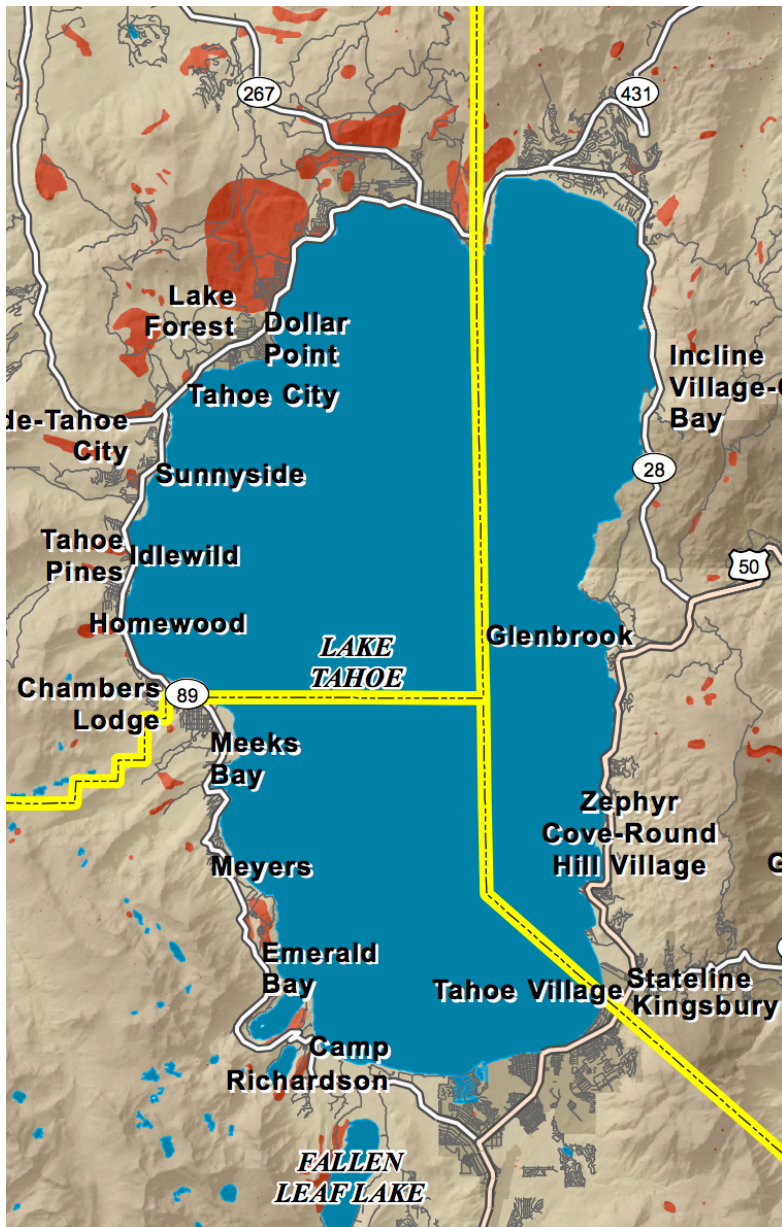 267
431
Lake
Forest
Dollar
Point
Incline
Village-C
Bay
Tahoe City
de-Tahoe
City
28
Sunnyside
Tahoe
Pines
Idlewild
50
Homewood
Glenbrook
LAKE
TAHOE
Chambers
Lodge
89
Meeks
Bay
Zephyr
Cove-Round
Hill Village
Meyers
G
Emerald
Bay
Tahoe Village
Stateline
Kingsbury
Camp
Richardson
FALLEN
LEAF LAKE